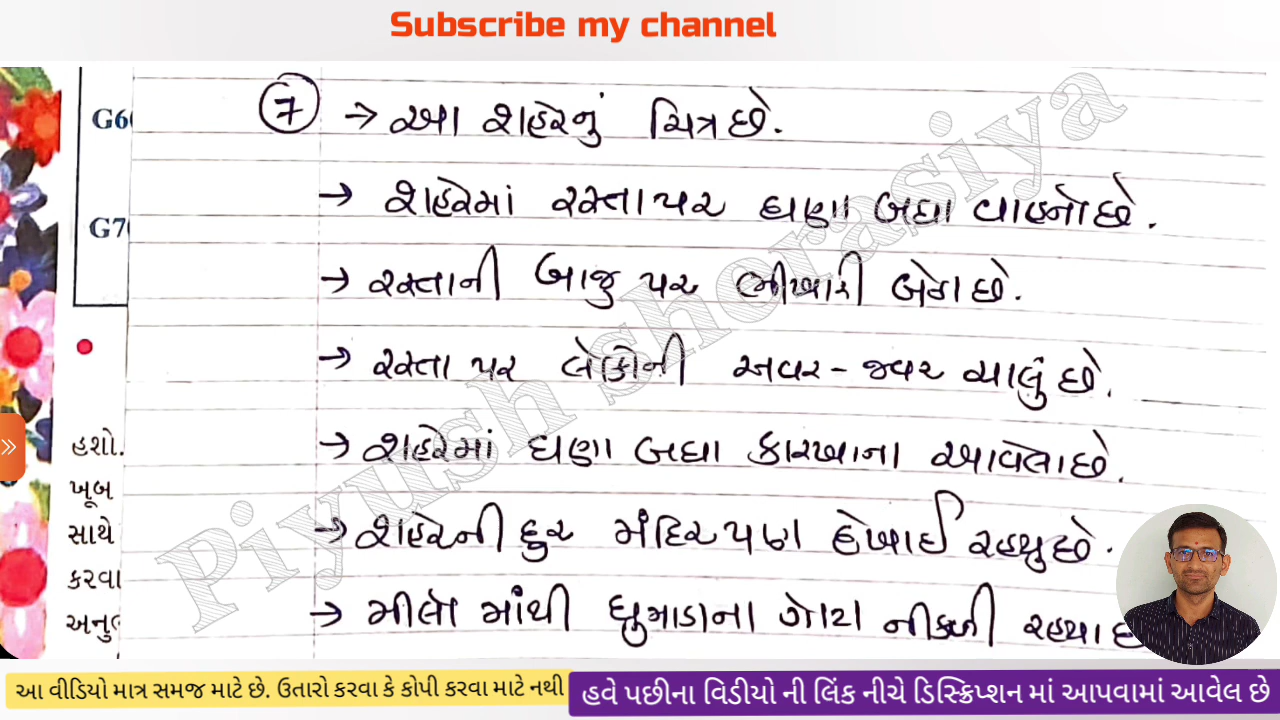 Subscribe my channel
G6
7 → આ શહેરનું ચિત્ર છે.
→ શહેરમાં રસ્તા પર ઘણા બધા વાહનો છે.
G7
→ રસ્તાની બાજુ પર ભીખારી બેઠા છે.
→ રસ્તા પર લોકોની અવર - જવર ચાલું છે.
→ શહેરમાં ઘણા બધા કારખાના આવેલા છે.
→ શહેરની દુર મંદિર પણ દેખાઈ રહયુ છે.
→ મીલો માંથી ધુમાડાના ગોટા નીકળી રહયા છે
હશો.
ખૂબ
સાથે
કરવા
અનુ
Piyush sherasiya
આ વીડિયો માત્ર સમજ માટે છે. ઉતારો કરવા કે કોપી કરવા માટે નથી
હવે પછીના વિડીયો ની લિંક નીચે ડિસ્ક્રિપ્શન માં આપવામાં આવેલ છે